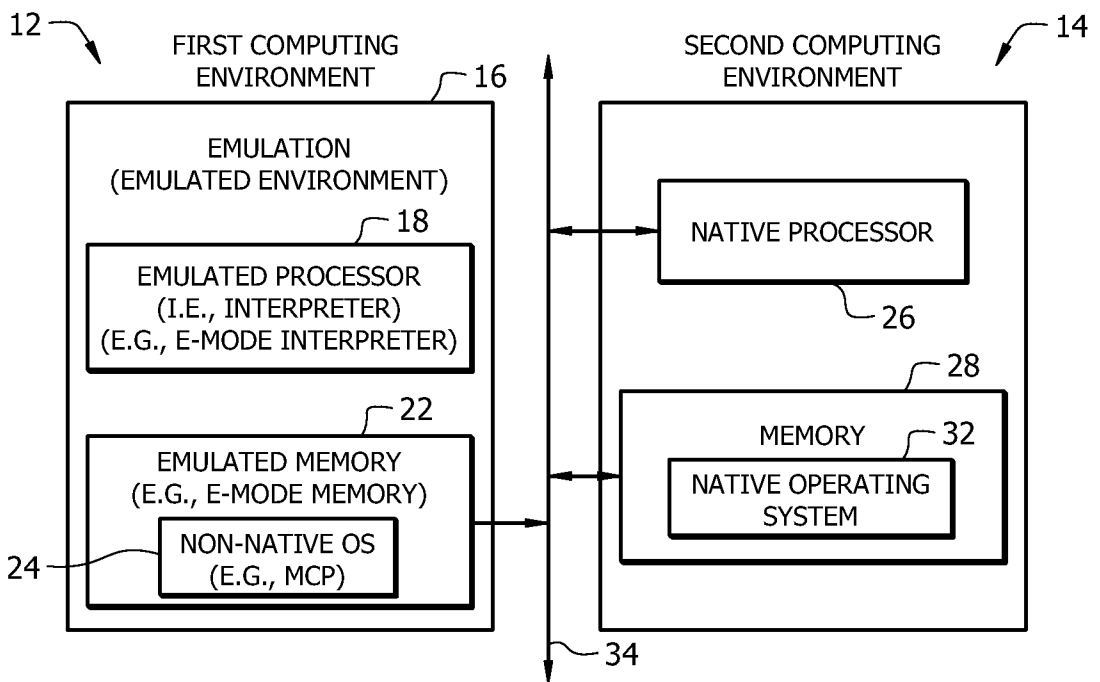 12
FIRST COMPUTING
ENVIRONMENT
16
EMULATION
(EMULATED ENVIRONMENT)
18
EMULATED PROCESSOR
(I.E., INTERPRETER)
(E.G., E-MODE INTERPRETER)
22
EMULATED MEMORY
(E.G., E-MODE MEMORY)
24
NON-NATIVE OS
(E.G., MCP)
SECOND COMPUTING
ENVIRONMENT
14
NATIVE PROCESSOR
26
28
MEMORY
32
NATIVE OPERATING
SYSTEM
34